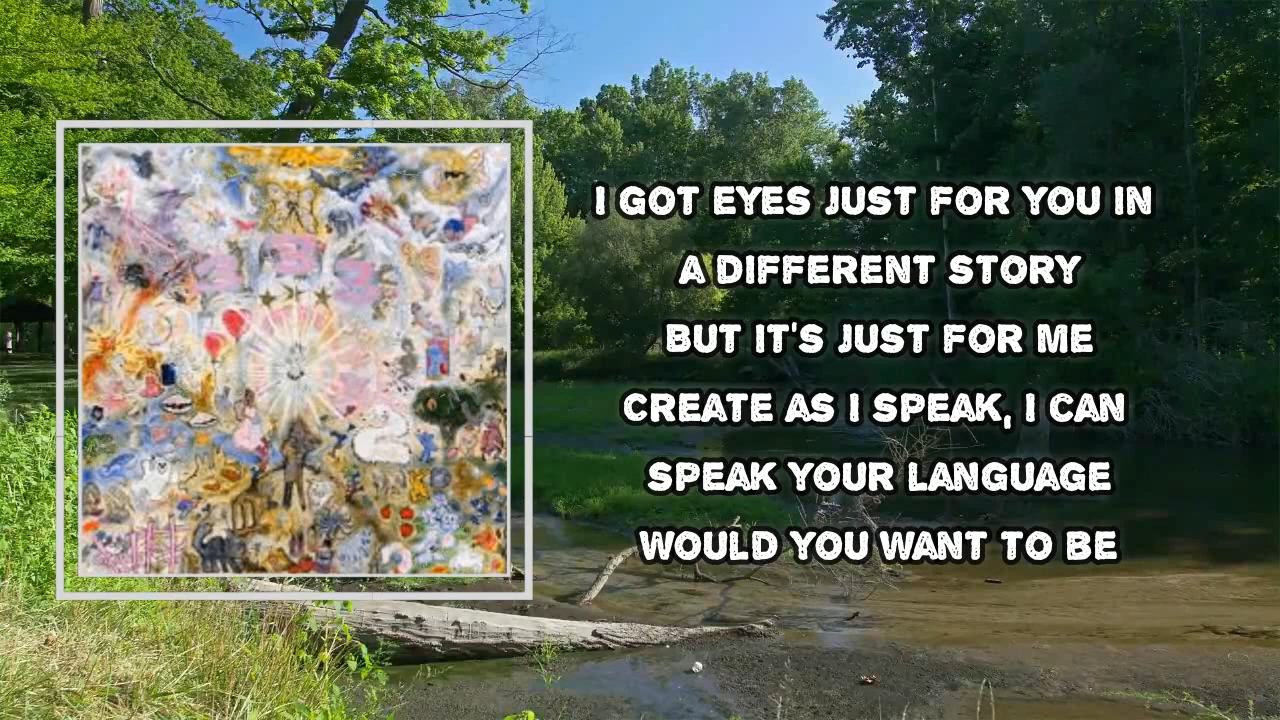 I GOT EYES JUST FOR YOU IN
A DIFFERENT STORY
BUT IT'S JUST FOR ME
CREATE AS I SPEAK, I CAN
SPEAK YOUR LANGUAGE
WOULD YOU WANT TO BE